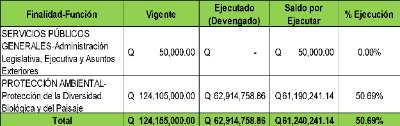 Finalidad-Función Vigente Ejecutado (Devengado) Saldo por Ejecutar % Ejecución
SERVICIOS PÚBLICOS
GENERALES-Administración
Legislativa, Ejecutiva y Asuntos
Exteriores
Q 50,000.00 Q - Q 50,000.00 0.00%
PROTECCIÓN AMBIENTAL-
Protección de la Diversidad
Biológica y del Paisaje
Q 124,105,000.00 Q 62,914,758.86 Q 61,190,241.14 50.69%
Total Q 124,155,000.00 Q 62,914,758.86 Q 61,240,241.14 50.69%